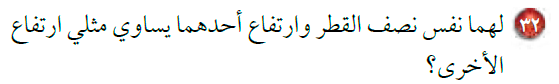 ٣٢ لهما نفس نصف القطر وارتفاع أحدهما يساوي مثلي ارتفاع
الأخرى؟